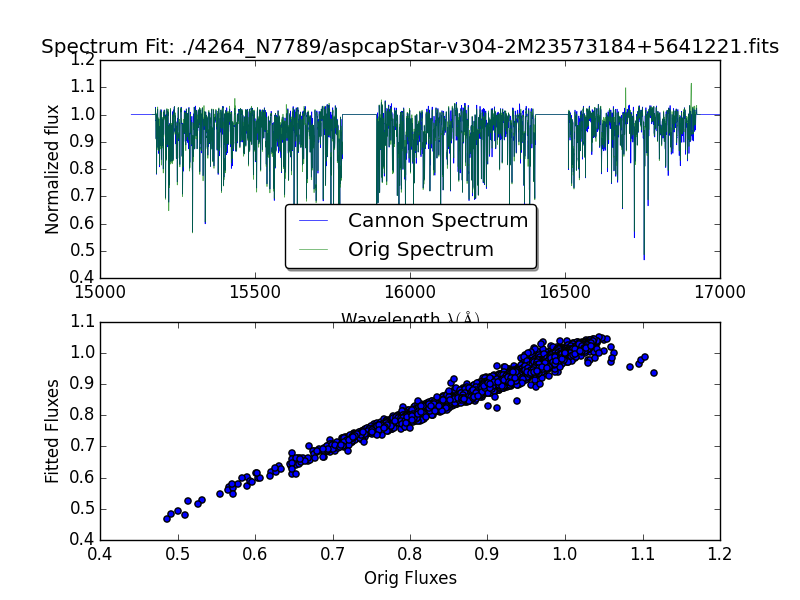 Spectrum Fit: ./4264_N7789/aspcapStar-v304-2M23573184+5641221.fits
Normalized flux
1.2
1.1
1.0
0.9
0.8
0.7
0.6
0.5
0.4
Cannon Spectrum
Orig Spectrum
15000 15500 16000 16500 17000
Wavelength λ(Å)
Fitted Fluxes
1.1
1.0
0.9
0.8
0.7
0.6
0.5
0.4
0.4 0.5 0.6 0.7 0.8 0.9 1.0 1.1 1.2
Orig Fluxes